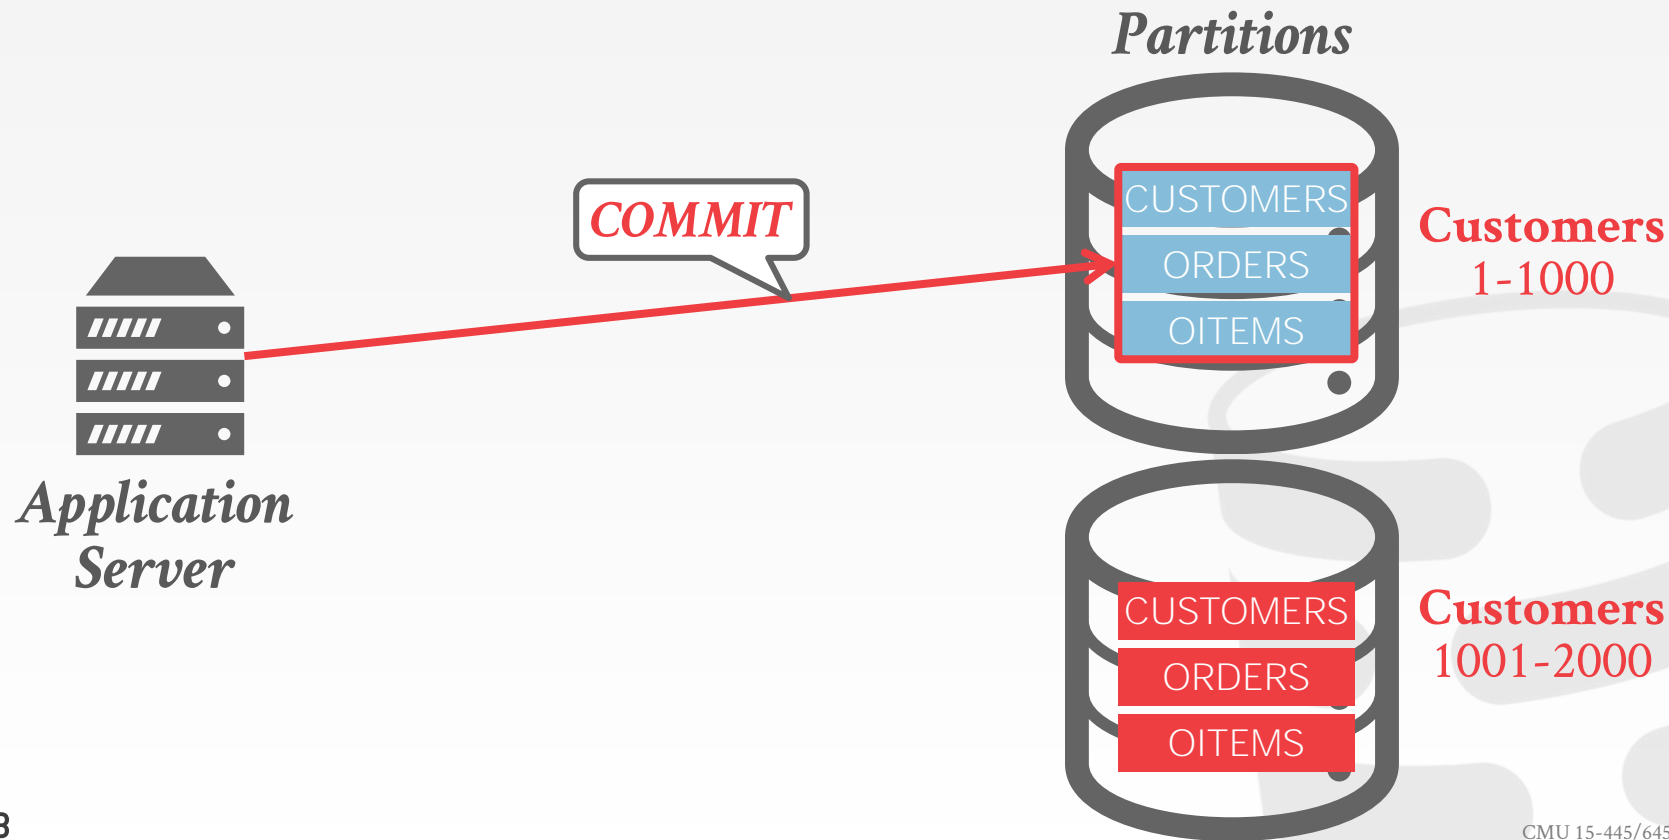 Partitions
COMMIT
CUSTOMERS
ORDERS
OITEMS
Customers
1-1000
Application
Server
CUSTOMERS
ORDERS
OITEMS
Customers
1001-2000
CMU 15-445/645